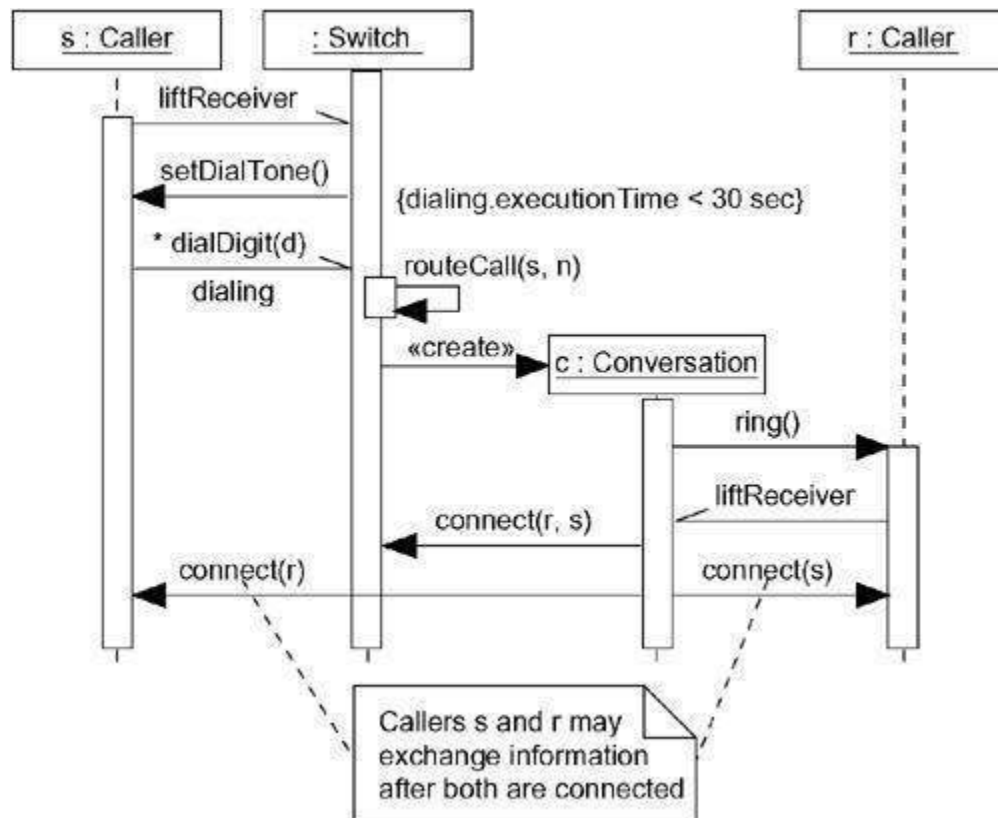 s : Caller
: Switch
r : Caller
liftReceiver
setDialTone()
{dialing.executionTime < 30 sec}
* dialDigit(d)
dialing
routeCall(s, n)
«create»
c : Conversation
ring()
liftReceiver
connect(r, s)
connect(r)
connect(s)
Callers s and r may
exchange information
after both are connected